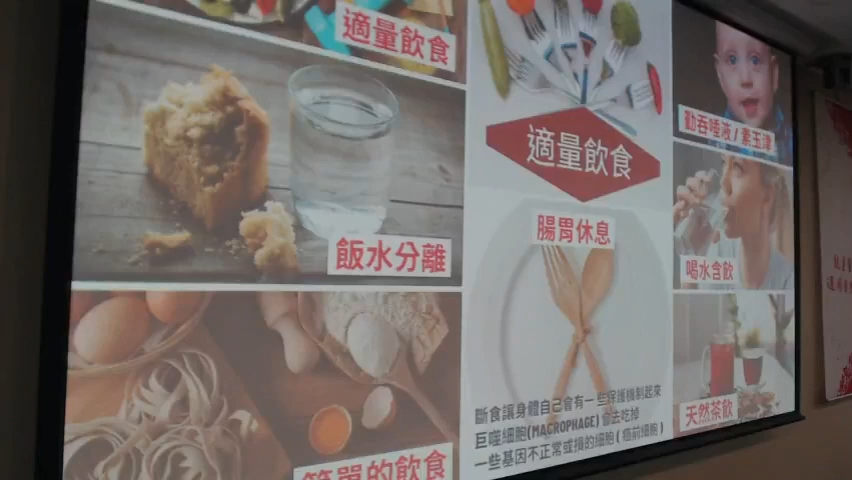 適量飲食
飯水分離
簡單的飲食
適量飲食
腸胃休息
斷食讓身體自己會有一些保護機制起來
巨噬細胞(MACROPHAGE)會去吃掉
一些基因不正常或損的細胞(癌前細胞)
勤吞唾液/素玉津
喝水含飲
天然茶飲